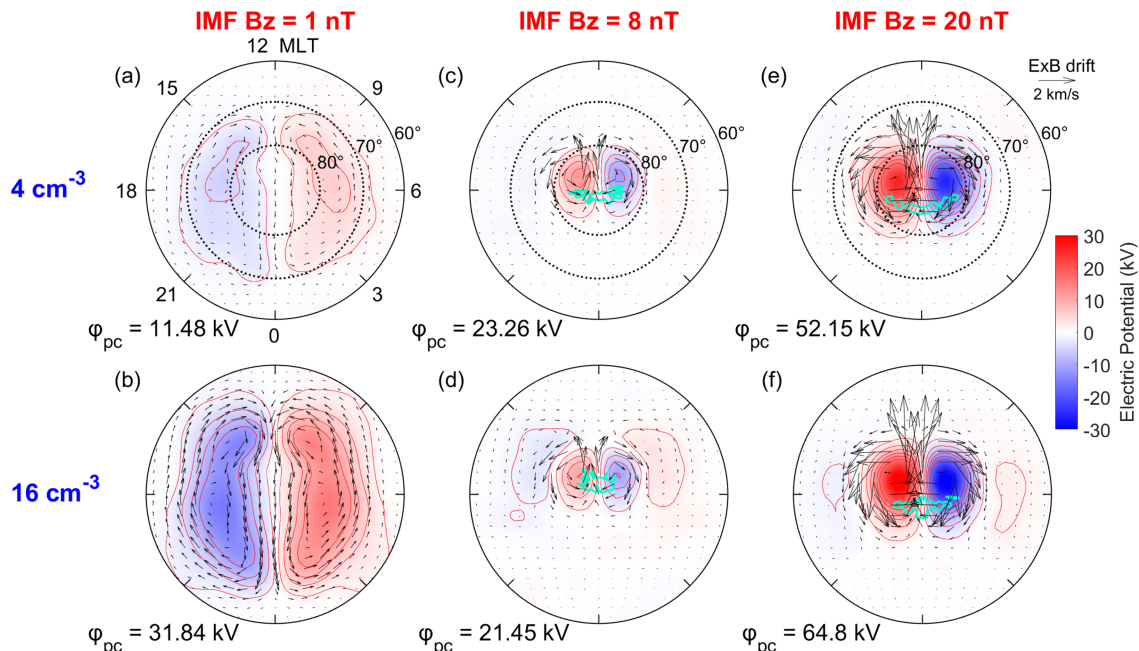 IMF Bz = 1 nT
IMF Bz = 8 nT
IMF Bz = 20 nT
12 MLT
(a)
15
9
60°
70°
80°
18
6
21
3
0
φpc = 11.48 kV
(c)
60°
70°
80°
φpc = 23.26 kV
(e)
ExB drift
2 km/s
60°
70°
80°
φpc = 52.15 kV
4 cm⁻³
30
20
10
0
-10
-20
-30
Electric Potential (kV)
16 cm⁻³
(b)
φpc = 31.84 kV
(d)
φpc = 21.45 kV
(f)
φpc = 64.8 kV